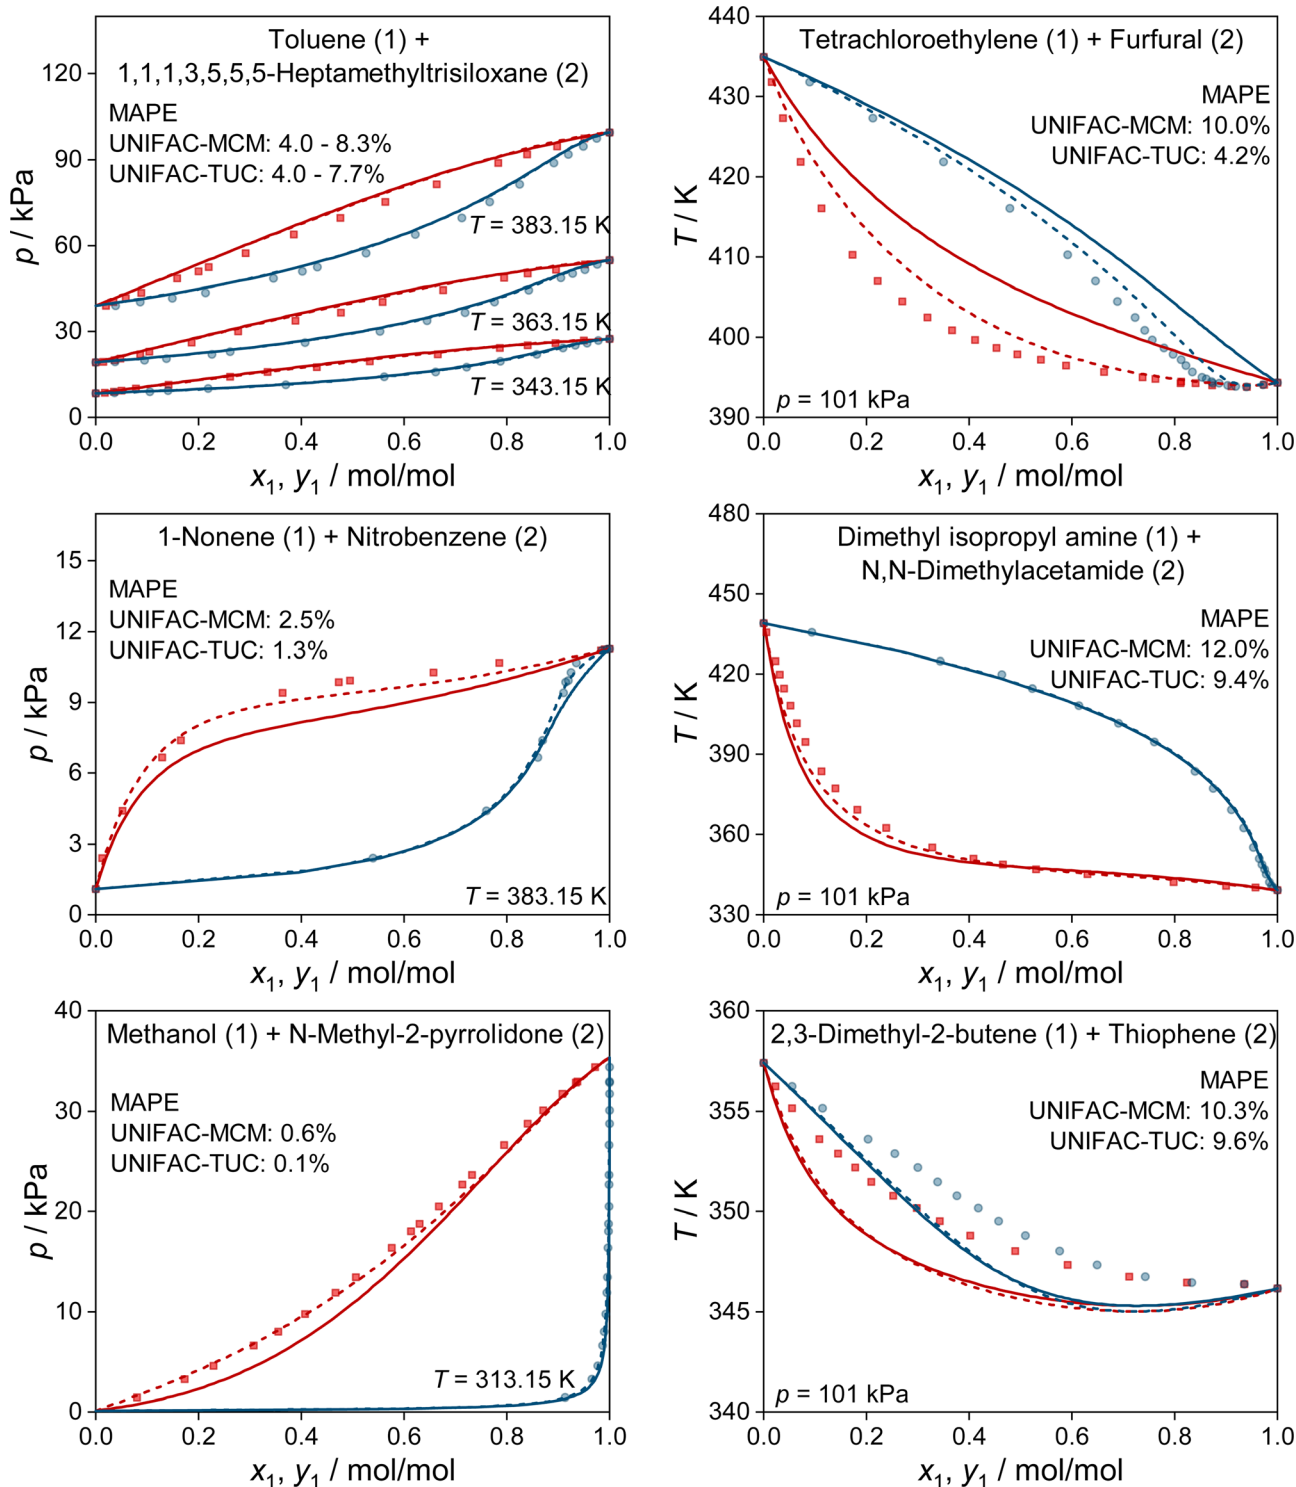 Toluene (1) +
1,1,1,3,5,5,5-Heptamethyltrisiloxane (2)
MAPE
UNIFAC-MCM: 4.0 - 8.3%
UNIFAC-TUC: 4.0 - 7.7%
T = 383.15 K
T = 363.15 K
T = 343.15 K
120
90
60
30
0
p / kPa
0.0 0.2 0.4 0.6 0.8 1.0
x1, y1 / mol/mol
Tetrachloroethylene (1) + Furfural (2)
MAPE
UNIFAC-MCM: 10.0%
UNIFAC-TUC: 4.2%
p = 101 kPa
440
430
420
410
400
390
T / K
0.0 0.2 0.4 0.6 0.8 1.0
x1, y1 / mol/mol
1-Nonene (1) + Nitrobenzene (2)
MAPE
UNIFAC-MCM: 2.5%
UNIFAC-TUC: 1.3%
T = 383.15 K
15
12
9
6
3
0
p / kPa
0.0 0.2 0.4 0.6 0.8 1.0
x1, y1 / mol/mol
Dimethyl isopropyl amine (1) +
N,N-Dimethylacetamide (2)
MAPE
UNIFAC-MCM: 12.0%
UNIFAC-TUC: 9.4%
p = 101 kPa
480
450
420
390
360
330
T / K
0.0 0.2 0.4 0.6 0.8 1.0
x1, y1 / mol/mol
Methanol (1) + N-Methyl-2-pyrrolidone (2)
MAPE
UNIFAC-MCM: 0.6%
UNIFAC-TUC: 0.1%
T = 313.15 K
40
30
20
10
0
p / kPa
0.0 0.2 0.4 0.6 0.8 1.0
x1, y1 / mol/mol
2,3-Dimethyl-2-butene (1) + Thiophene (2)
MAPE
UNIFAC-MCM: 10.3%
UNIFAC-TUC: 9.6%
p = 101 kPa
360
355
350
345
340
T / K
0.0 0.2 0.4 0.6 0.8 1.0
x1, y1 / mol/mol